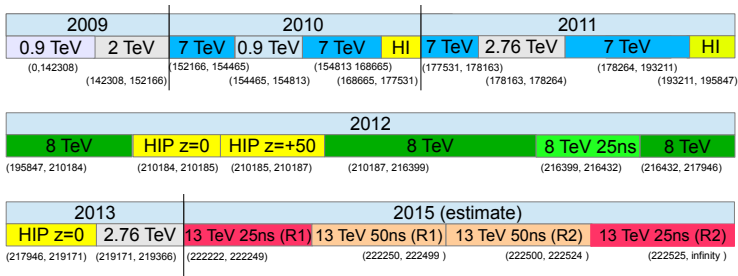 2009 2010 2011
0.9 TeV 2 TeV 7 TeV 0.9 TeV 7 TeV HI 7 TeV 2.76 TeV 7 TeV HI
(0,142308) (152166, 154465) (154813 168665) (177531, 178163) (178264, 193211)
(142308, 152166) (154465, 154813) (168665, 177531) (178163, 178264) (193211, 195847)
2012
8 TeV HIP z=0 HIP z=+50 8 TeV 8 TeV 25ns 8 TeV
(195847, 210184) (210184, 210185) (210185, 210187) (210187, 216399) (216399, 216432) (216432, 217946)
2013 2015 (estimate)
HIP z=0 2.76 TeV 13 TeV 25ns (R1) 13 TeV 50ns (R1) 13 TeV 50ns (R2) 13 TeV 25ns (R2)
(217946, 219171) (219171, 219366) (222222, 222249) (222250, 222499 ) (222500, 222524 ) (222525, infinity )